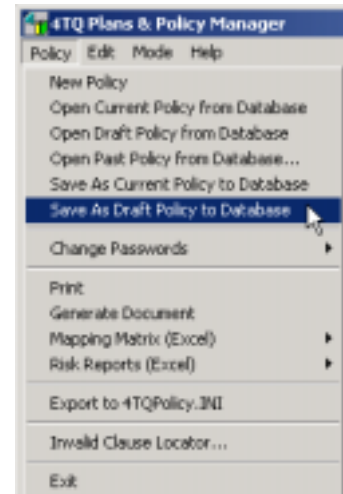 4TQ Plans & Policy Manager
Policy Edit Mode Help
New Policy
Open Current Policy from Database
Open Draft Policy from Database
Open Past Policy from Database...
Save As Current Policy to Database
Save As Draft Policy to Database
Change Passwords
Print
Generate Document
Mapping Matrix (Excel)
Risk Reports (Excel)
Export to 4TQPolicy.INI
Invalid Clause Locator...
Exit